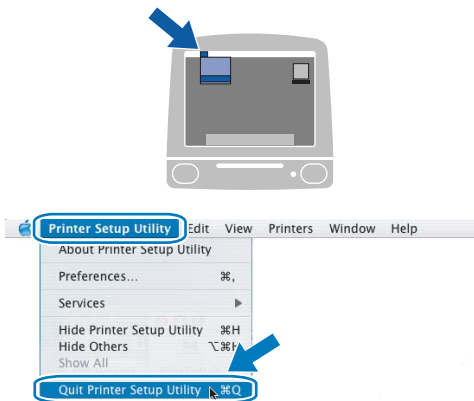 Printer Setup Utility Edit View Printers Window Help
About Printer Setup Utility
Preferences... ⌘,
Services ▶
Hide Printer Setup Utility ⌘H
Hide Others ⌥⌘H
Show All
Quit Printer Setup Utility ⌘Q